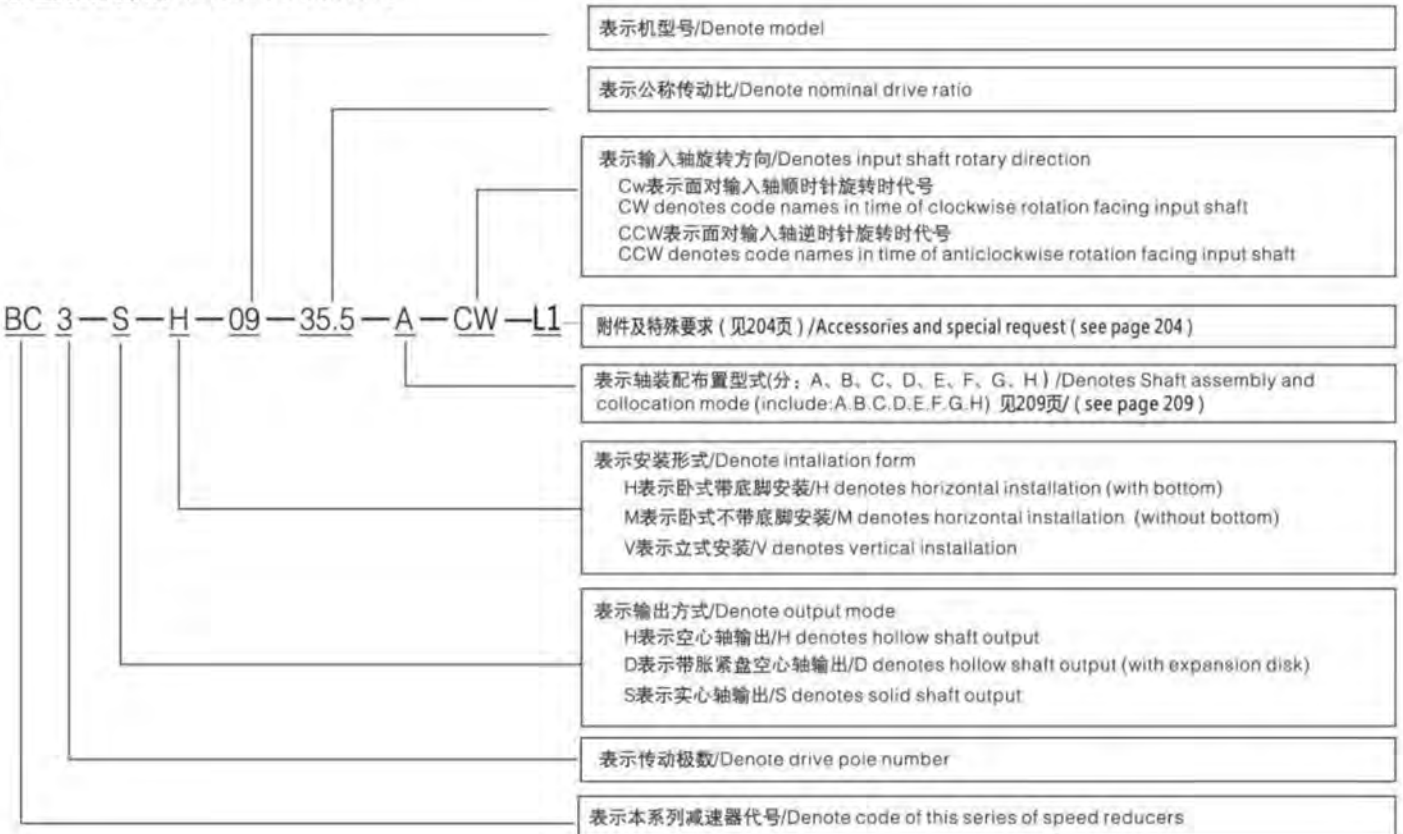 表示机型号/Denote model
表示公称传动比/Denote nominal drive ratio
表示输入轴旋转方向/Denotes input shaft rotary direction
Cw表示面对输入轴顺时针旋转时代号
CW denotes code names in time of clockwise rotation facing input shaft
CCW表示面对输入轴逆时针旋转时代号
CCW denotes code names in time of anticlockwise rotation facing input shaft
BC 3—S—H—09—35.5—A—CW—L1
附件及特殊要求（见204页）/Accessories and special request ( see page 204 )
表示轴装配布置型式(分：A、B、C、D、E、F、G、H）/Denotes Shaft assembly and
collocation mode (include:A.B.C.D.E.F.G.H) 见209页/ ( see page 209 )
表示安装形式/Denote intallation form
H表示卧式带底脚安装/H denotes horizontal installation (with bottom)
M表示卧式不带底脚安装/M denotes horizontal installation (without bottom)
V表示立式安装/V denotes vertical installation
表示输出方式/Denote output mode
H表示空心轴输出/H denotes hollow shaft output
D表示带胀紧盘空心轴输出/D denotes hollow shaft output (with expansion disk)
S表示实心轴输出/S denotes solid shaft output
表示传动极数/Denote drive pole number
表示本系列减速器代号/Denote code of this series of speed reducers